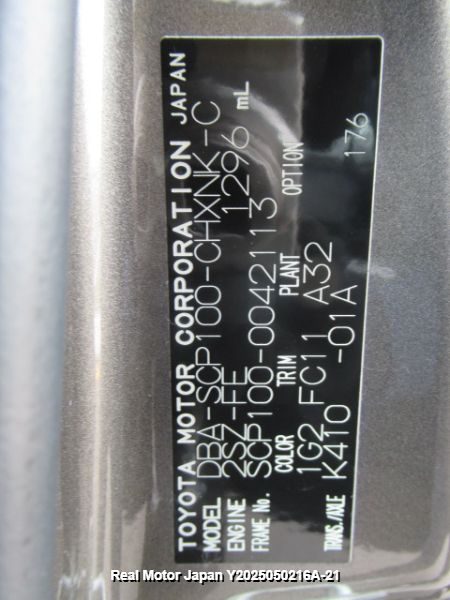 TOYOTA MOTOR CORPORATION JAPAN
MODEL DBA-SCP100-CHXNK-C
ENGINE 2SZ-FE 1296 mL
FRAME No. SCP100-0042113
COLOR TRIM PLANT OPTION
1G2 FC11 A32 176
TRANS./AXLE K410 -01A
Real Motor Japan Y2025050216A-21